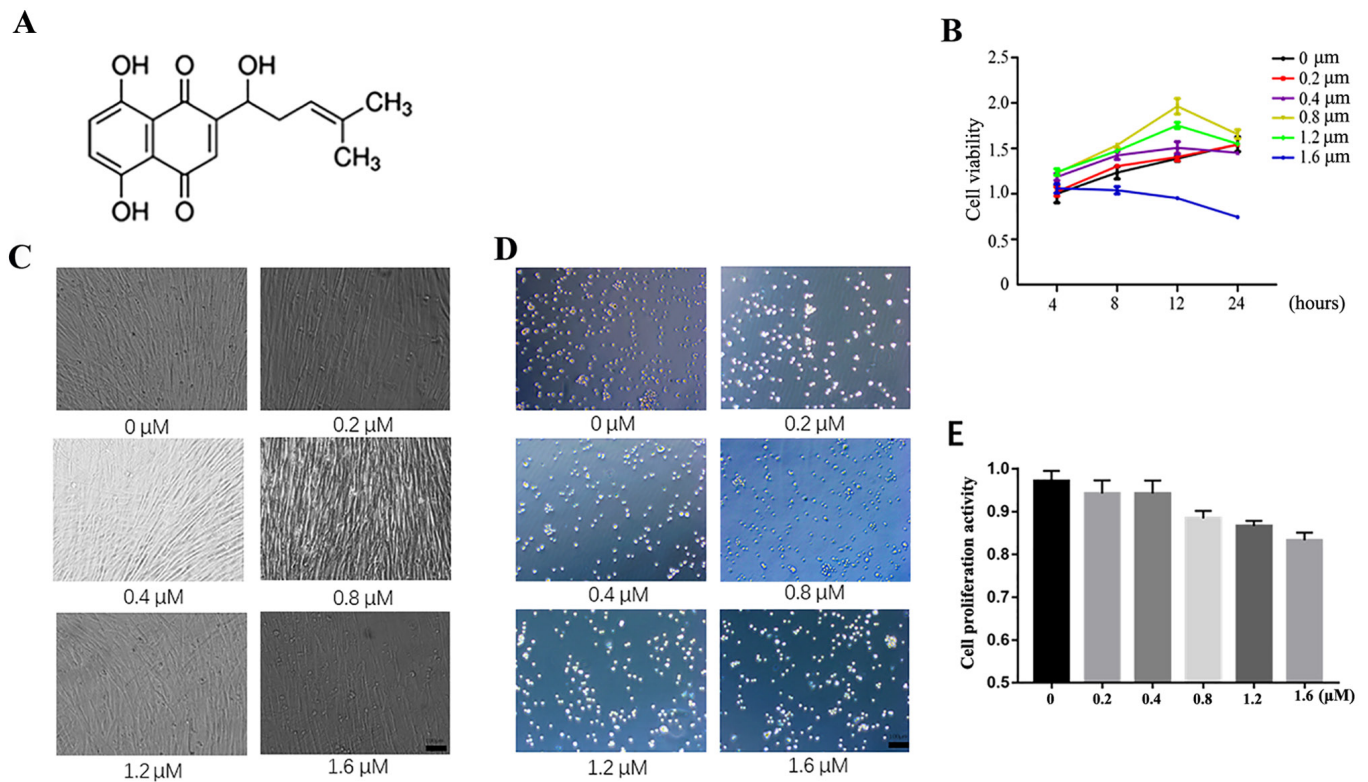 A
OH
O
OH
CH₃
CH₃
OH
O
B
Cell viability
2.5
2.0
1.5
1.0
0.5
0
4
8
12
24
(hours)
0 μm
0.2 μm
0.4 μm
0.8 μm
1.2 μm
1.6 μm
C
0 μM
0.2 μM
0.4 μM
0.8 μM
1.2 μM
1.6 μM
D
0 μM
0.2 μM
0.4 μM
0.8 μM
1.2 μM
1.6 μM
E
Cell proliferation activity
1.0
0.9
0.8
0.7
0.6
0.5
0
0.2
0.4
0.8
1.2
1.6 (μM)